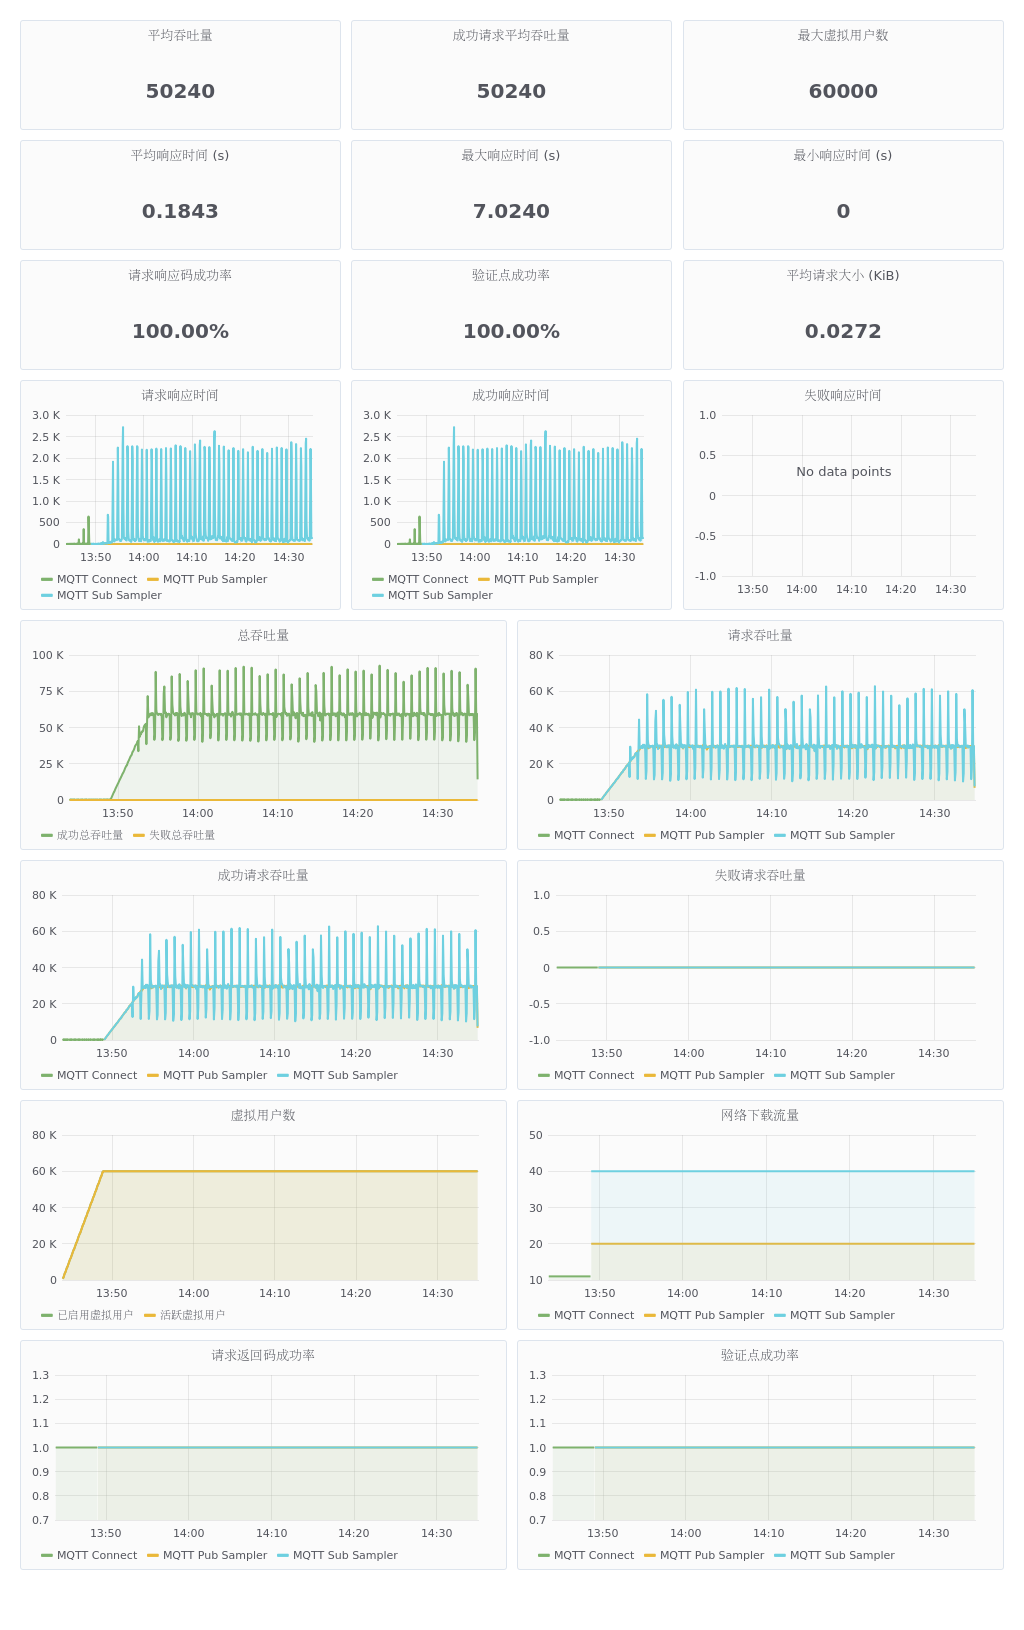 平均吞吐量
50240
成功请求平均吞吐量
50240
最大虚拟用户数
60000
平均响应时间 (s)
0.1843
最大响应时间 (s)
7.0240
最小响应时间 (s)
0
请求响应码成功率
100.00%
验证点成功率
100.00%
平均请求大小 (KiB)
0.0272
请求响应时间
3.0 K
2.5 K
2.0 K
1.5 K
1.0 K
500
0
13:50 14:00 14:10 14:20 14:30
MQTT Connect MQTT Pub Sampler
MQTT Sub Sampler
成功响应时间
3.0 K
2.5 K
2.0 K
1.5 K
1.0 K
500
0
13:50 14:00 14:10 14:20 14:30
MQTT Connect MQTT Pub Sampler
MQTT Sub Sampler
失败响应时间
1.0
0.5
No data points
0
-0.5
-1.0
13:50 14:00 14:10 14:20 14:30
总吞吐量
100 K
75 K
50 K
25 K
0
13:50 14:00 14:10 14:20 14:30
成功总吞吐量 失败总吞吐量
请求吞吐量
80 K
60 K
40 K
20 K
0
13:50 14:00 14:10 14:20 14:30
MQTT Connect MQTT Pub Sampler MQTT Sub Sampler
成功请求吞吐量
80 K
60 K
40 K
20 K
0
13:50 14:00 14:10 14:20 14:30
MQTT Connect MQTT Pub Sampler MQTT Sub Sampler
失败请求吞吐量
1.0
0.5
0
-0.5
-1.0
13:50 14:00 14:10 14:20 14:30
MQTT Connect MQTT Pub Sampler MQTT Sub Sampler
虚拟用户数
80 K
60 K
40 K
20 K
0
13:50 14:00 14:10 14:20 14:30
已启用虚拟用户 活跃虚拟用户
网络下载流量
50
40
30
20
10
13:50 14:00 14:10 14:20 14:30
MQTT Connect MQTT Pub Sampler MQTT Sub Sampler
请求返回码成功率
1.3
1.2
1.1
1.0
0.9
0.8
0.7
13:50 14:00 14:10 14:20 14:30
MQTT Connect MQTT Pub Sampler MQTT Sub Sampler
验证点成功率
1.3
1.2
1.1
1.0
0.9
0.8
0.7
13:50 14:00 14:10 14:20 14:30
MQTT Connect MQTT Pub Sampler MQTT Sub Sampler